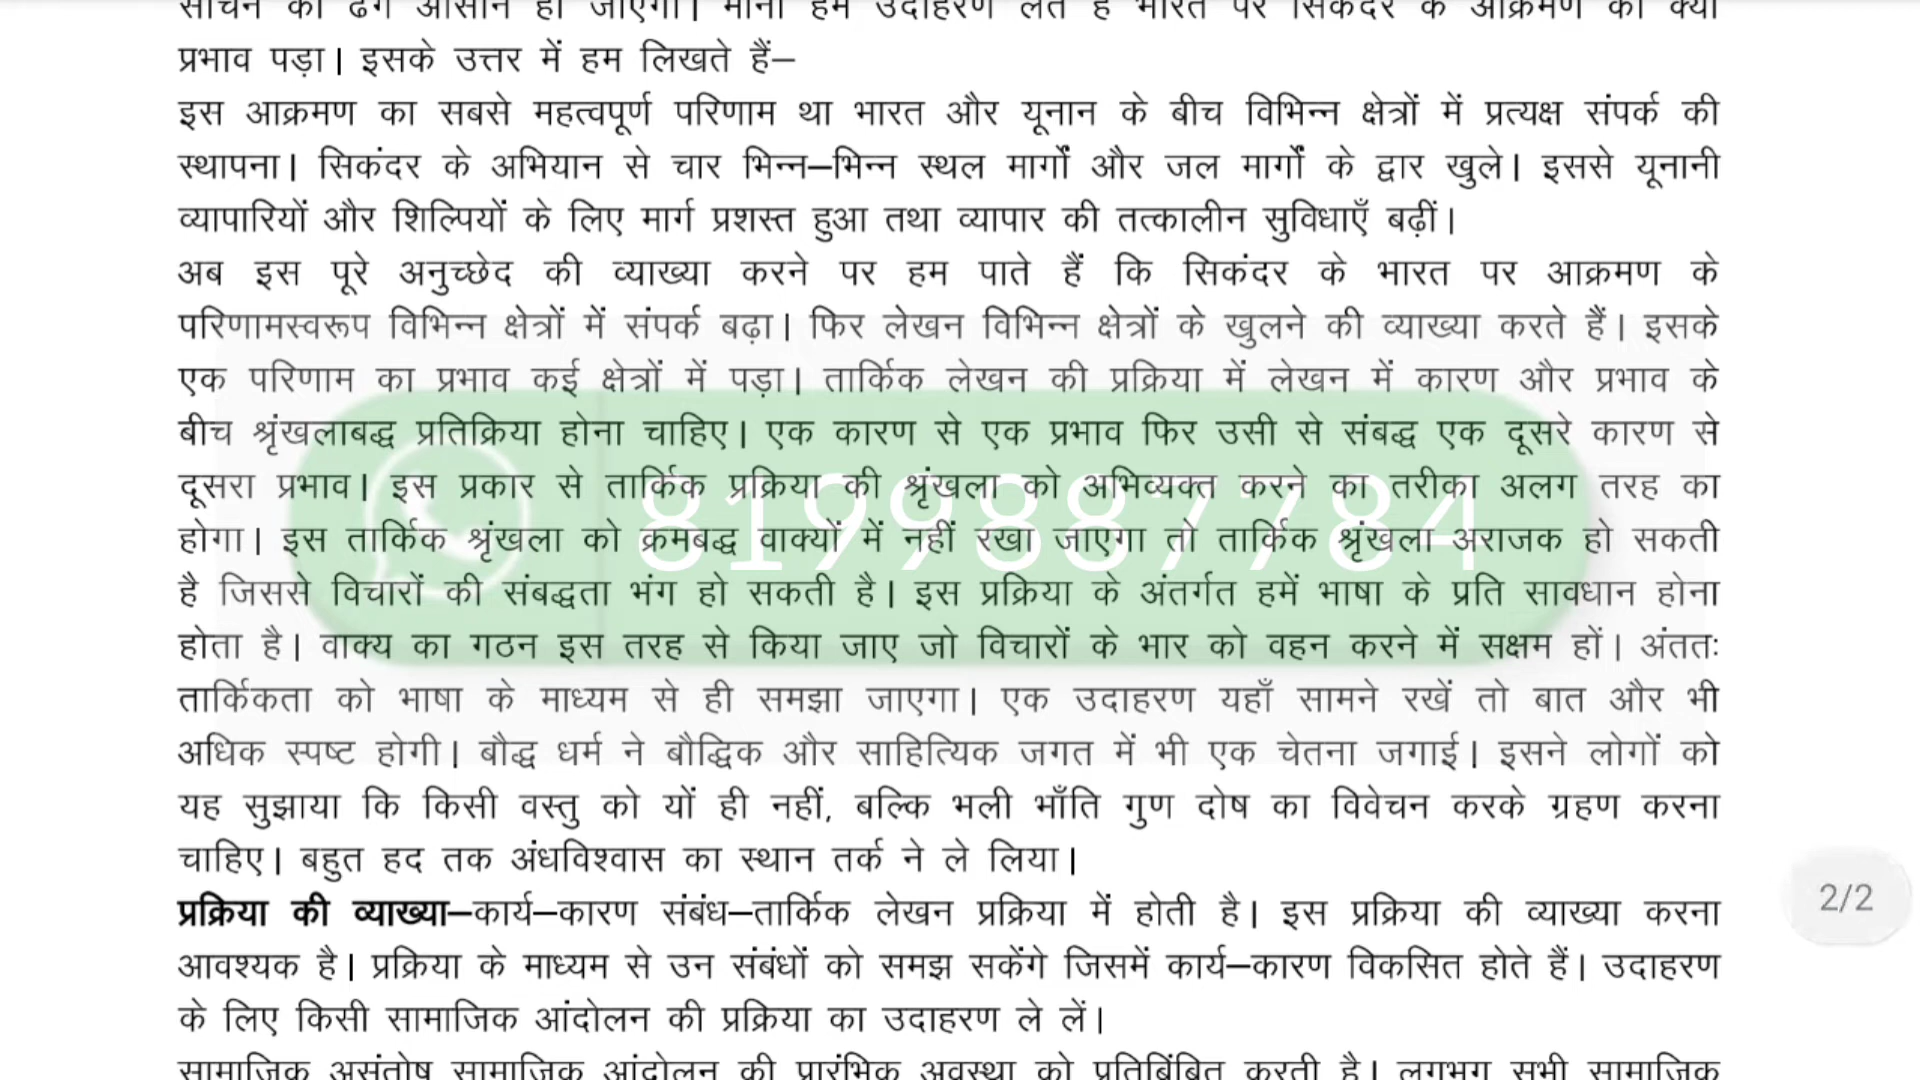 सोचने का ढंग आसान हो जाएगा। मानो हम उदाहरण लेते हैं भारत पर सिकंदर के आक्रमण का क्या
प्रभाव पड़ा। इसके उत्तर में हम लिखते हैं–
इस आक्रमण का सबसे महत्वपूर्ण परिणाम था भारत और यूनान के बीच विभिन्न क्षेत्रों में प्रत्यक्ष संपर्क की
स्थापना। सिकंदर के अभियान से चार भिन्न–भिन्न स्थल मार्गों और जल मार्गों के द्वार खुले। इससे यूनानी
व्यापारियों और शिल्पियों के लिए मार्ग प्रशस्त हुआ तथा व्यापार की तत्कालीन सुविधाएँ बढ़ीं।
अब इस पूरे अनुच्छेद की व्याख्या करने पर हम पाते हैं कि सिकंदर के भारत पर आक्रमण के
परिणामस्वरूप विभिन्न क्षेत्रों में संपर्क बढ़ा। फिर लेखन विभिन्न क्षेत्रों के खुलने की व्याख्या करते हैं। इसके
एक परिणाम का प्रभाव कई क्षेत्रों में पड़ा। तार्किक लेखन की प्रक्रिया में लेखन में कारण और प्रभाव के
बीच श्रृंखलाबद्ध प्रतिक्रिया होना चाहिए। एक कारण से एक प्रभाव फिर उसी से संबद्ध एक दूसरे कारण से
दूसरा प्रभाव। इस प्रकार से तार्किक प्रक्रिया की श्रृंखला को अभिव्यक्त करने का तरीका अलग तरह का
8199887784
होगा। इस तार्किक श्रृंखला को क्रमबद्ध वाक्यों में नहीं रखा जाएगा तो तार्किक श्रृंखला अराजक हो सकती
है जिससे विचारों की संबद्धता भंग हो सकती है। इस प्रक्रिया के अंतर्गत हमें भाषा के प्रति सावधान होना
होता है। वाक्य का गठन इस तरह से किया जाए जो विचारों के भार को वहन करने में सक्षम हों। अंततः
तार्किकता को भाषा के माध्यम से ही समझा जाएगा। एक उदाहरण यहाँ सामने रखें तो बात और भी
अधिक स्पष्ट होगी। बौद्ध धर्म ने बौद्धिक और साहित्यिक जगत में भी एक चेतना जगाई। इसने लोगों को
यह सुझाया कि किसी वस्तु को यों ही नहीं, बल्कि भली भाँति गुण दोष का विवेचन करके ग्रहण करना
चाहिए। बहुत हद तक अंधविश्वास का स्थान तर्क ने ले लिया।
प्रक्रिया की व्याख्या–कार्य–कारण संबंध–तार्किक लेखन प्रक्रिया में होती है। इस प्रक्रिया की व्याख्या करना
आवश्यक है। प्रक्रिया के माध्यम से उन संबंधों को समझ सकेंगे जिसमें कार्य–कारण विकसित होते हैं। उदाहरण
के लिए किसी सामाजिक आंदोलन की प्रक्रिया का उदाहरण ले लें।
सामाजिक असंतोष सामाजिक आंदोलन की प्रारंभिक अवस्था को प्रतिबिंबित करती है। लगभग सभी सामाजिक
2/2